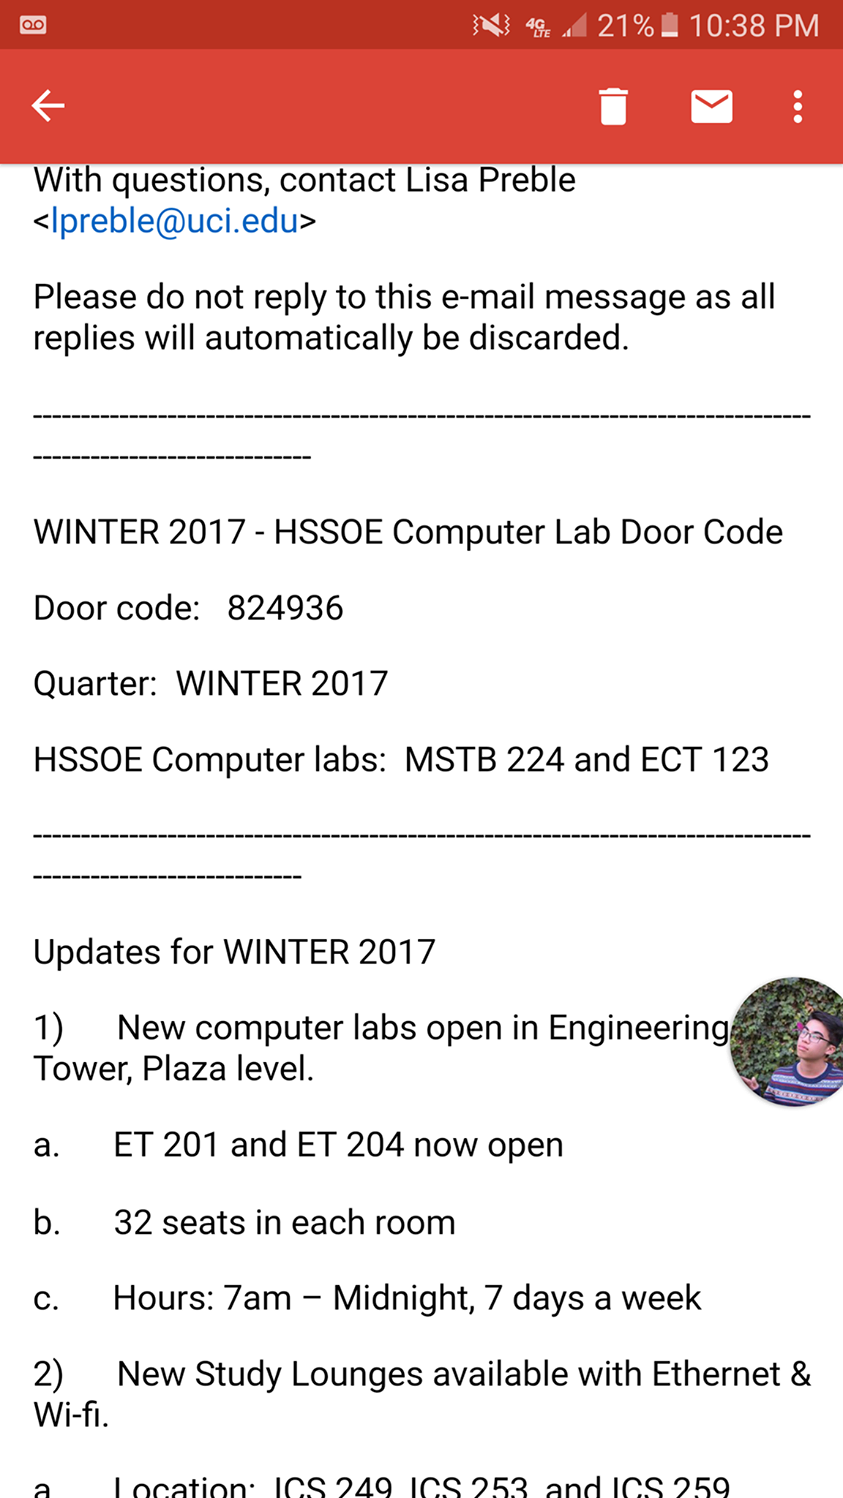 4G LTE 21% 10:38 PM
With questions, contact Lisa Preble
<lpreble@uci.edu>
Please do not reply to this e-mail message as all
replies will automatically be discarded.
---------------------------------------------------------------------------------
-----------------------------
WINTER 2017 - HSSOE Computer Lab Door Code
Door code:   824936
Quarter:  WINTER 2017
HSSOE Computer labs:  MSTB 224 and ECT 123
---------------------------------------------------------------------------------
----------------------------
Updates for WINTER 2017
1)      New computer labs open in Engineering
Tower, Plaza level.
a.      ET 201 and ET 204 now open
b.      32 seats in each room
c.      Hours: 7am – Midnight, 7 days a week
2)      New Study Lounges available with Ethernet &
Wi-fi.
a.      Location:  ICS 249, ICS 253, and ICS 259